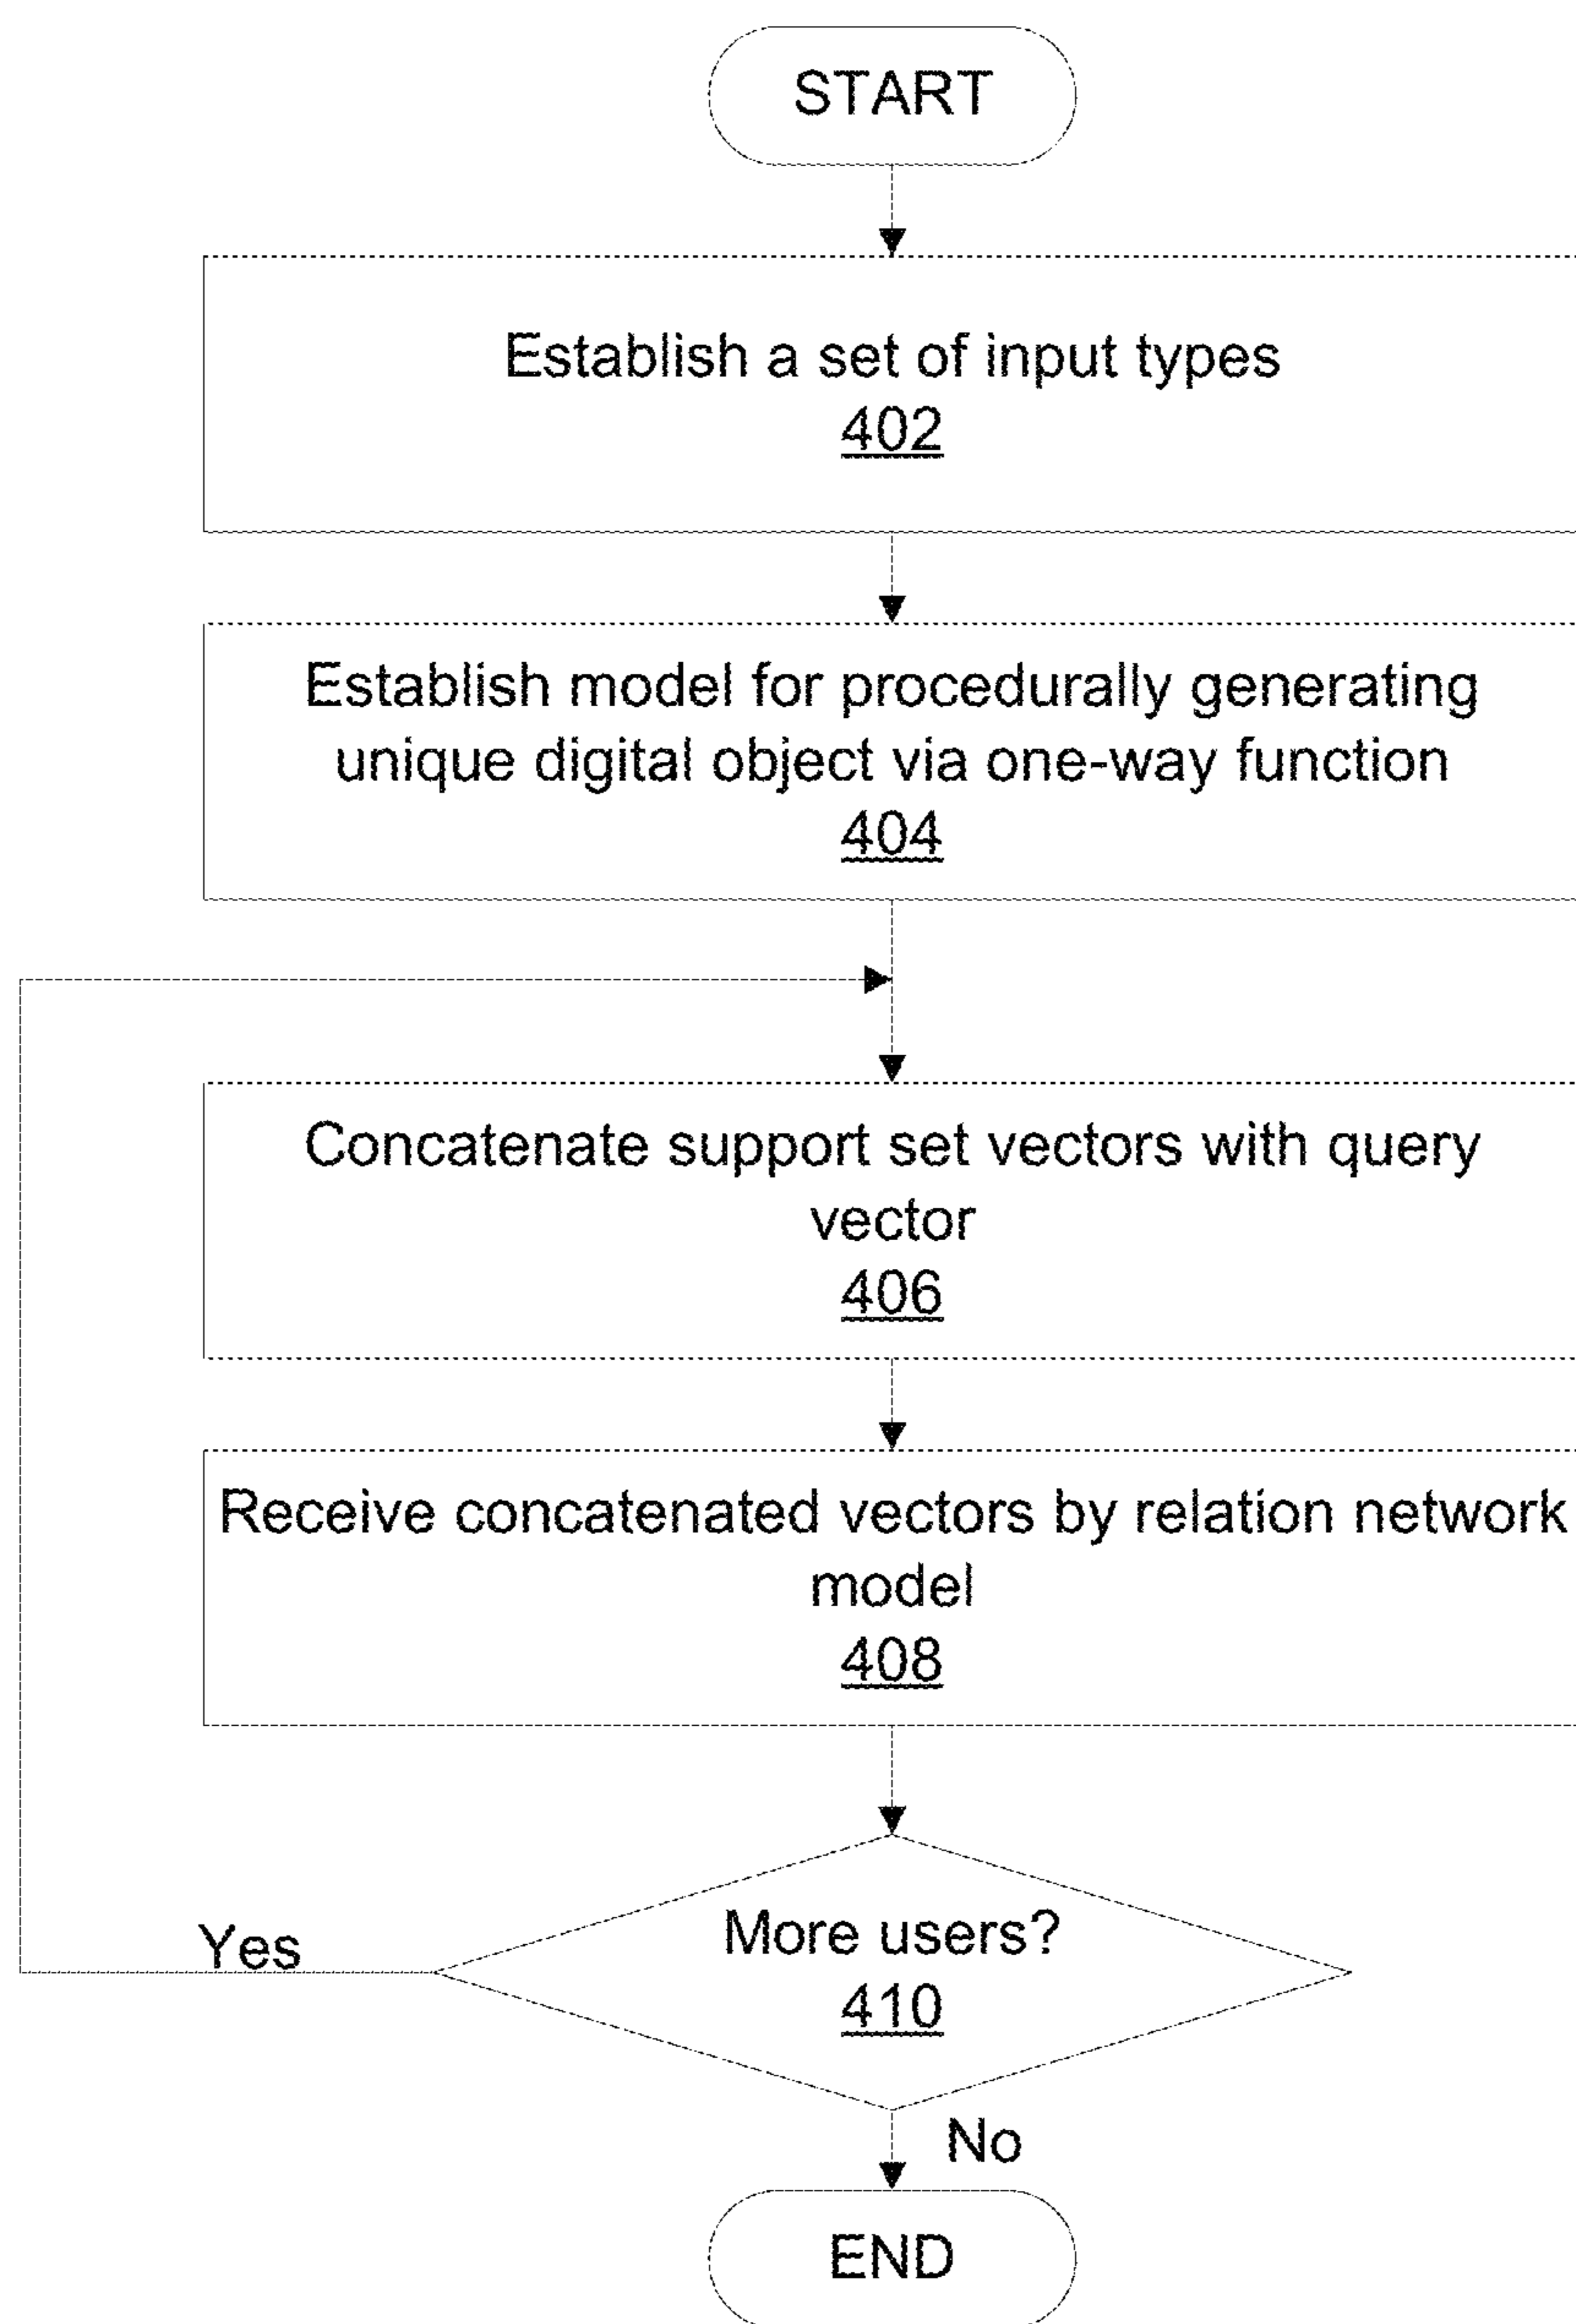 START
Establish a set of input types
402
Establish model for procedurally generating
unique digital object via one-way function
404
Concatenate support set vectors with query
vector
406
Receive concatenated vectors by relation network
model
408
More users?
410
Yes
No
END